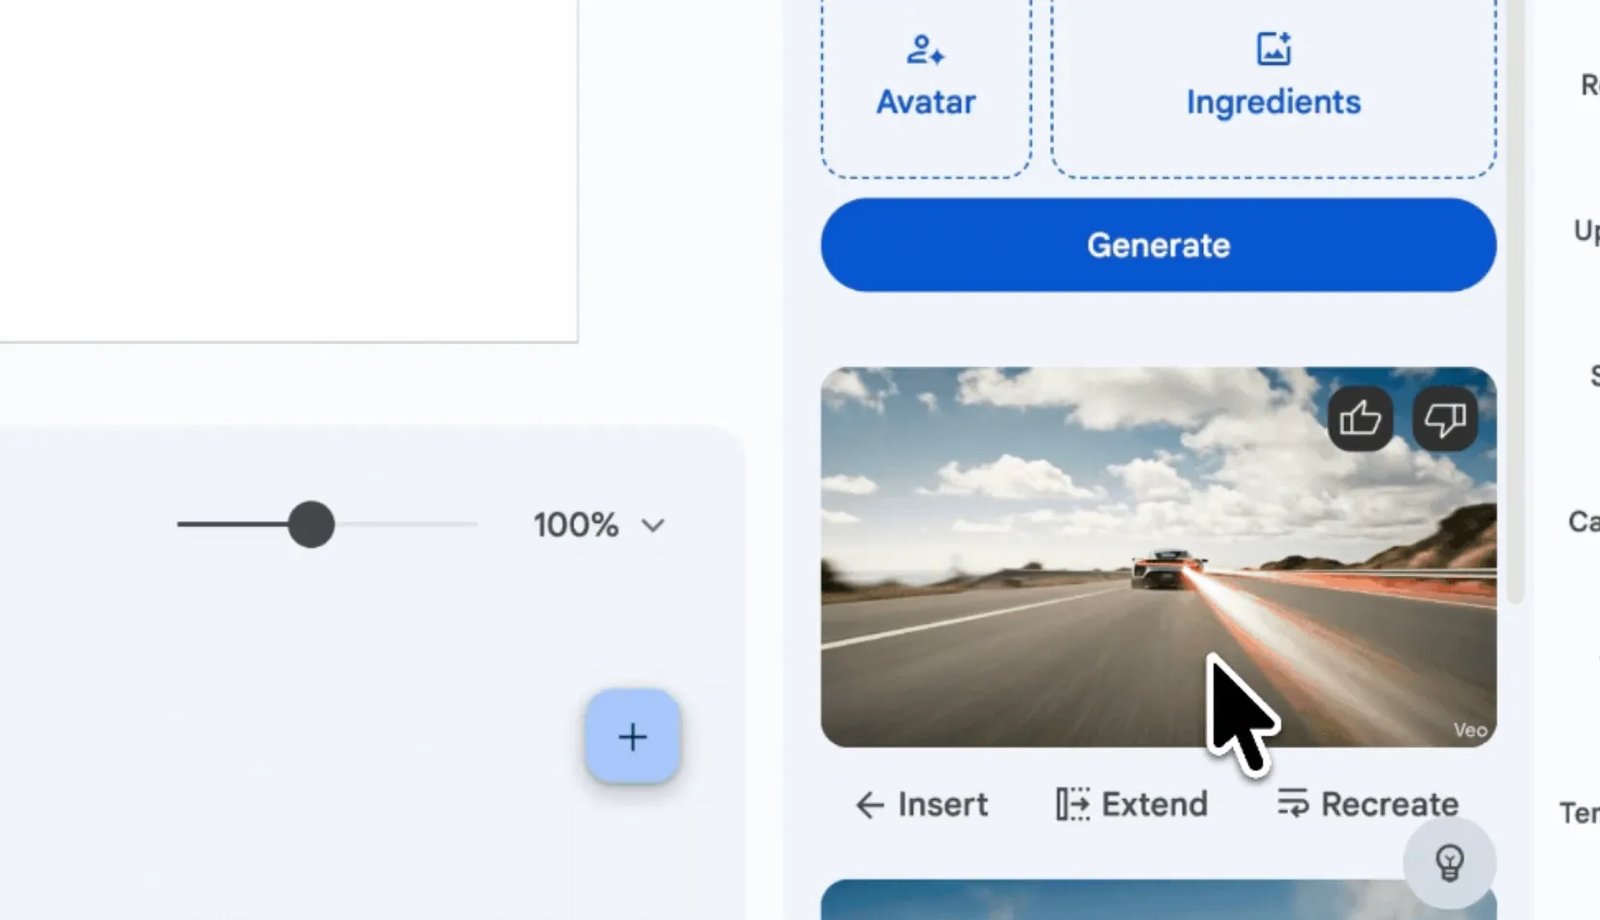 Avatar
Ingredients
Generate
100%
Veo
Insert
Extend
Recreate